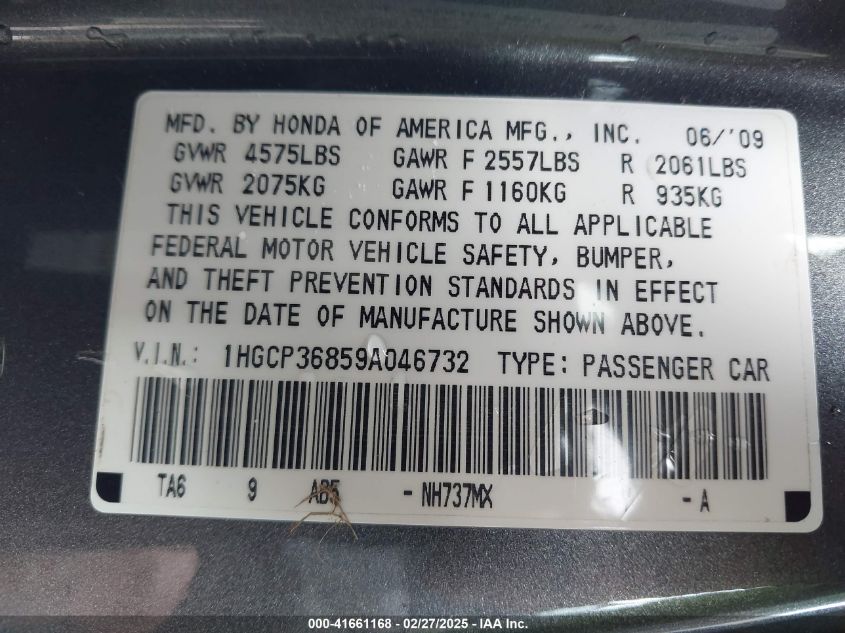 MFD. BY HONDA OF AMERICA MFG., INC. 06/'09
GVWR 4575LBS GAWR F 2557LBS R 2061LBS
GVWR 2075KG GAWR F 1160KG R 935KG
THIS VEHICLE CONFORMS TO ALL APPLICABLE
FEDERAL MOTOR VEHICLE SAFETY, BUMPER,
AND THEFT PREVENTION STANDARDS IN EFFECT
ON THE DATE OF MANUFACTURE SHOWN ABOVE.
V.I.N.: 1HGCP36859A046732 TYPE: PASSENGER CAR
TA6 9 AB5 - NH737MX - A
000-41661168 - 02/27/2025 - IAA Inc.